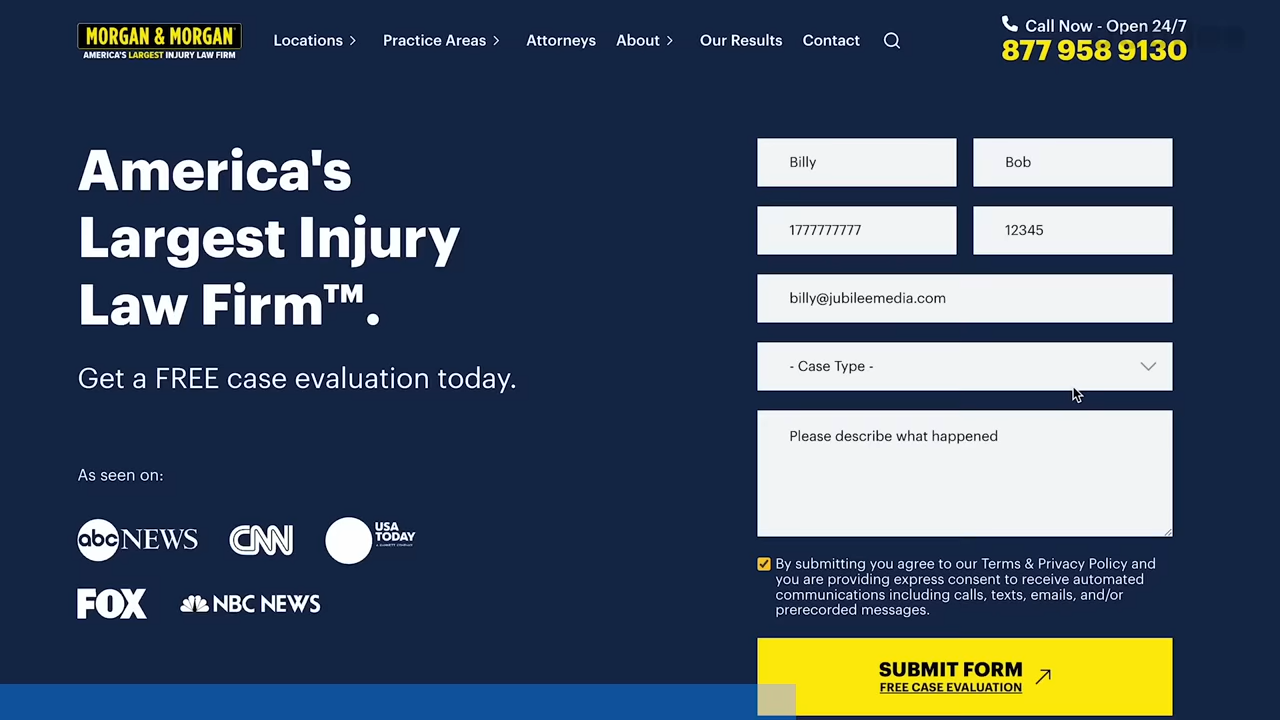 MORGAN & MORGAN
AMERICA'S LARGEST INJURY LAW FIRM
Locations
Practice Areas
Attorneys
About
Our Results
Contact
Call Now - Open 24/7
877 958 9130
America's
Largest Injury
Law Firm™.
Get a FREE case evaluation today.
As seen on:
abc NEWS
CNN
USA
TODAY
FOX
NBC NEWS
Billy
Bob
1777777777
12345
billy@jubileemedia.com
- Case Type -
Please describe what happened
By submitting you agree to our Terms & Privacy Policy and
you are providing express consent to receive automated
communications including calls, texts, emails, and/or
prerecorded messages.
SUBMIT FORM
FREE CASE EVALUATION